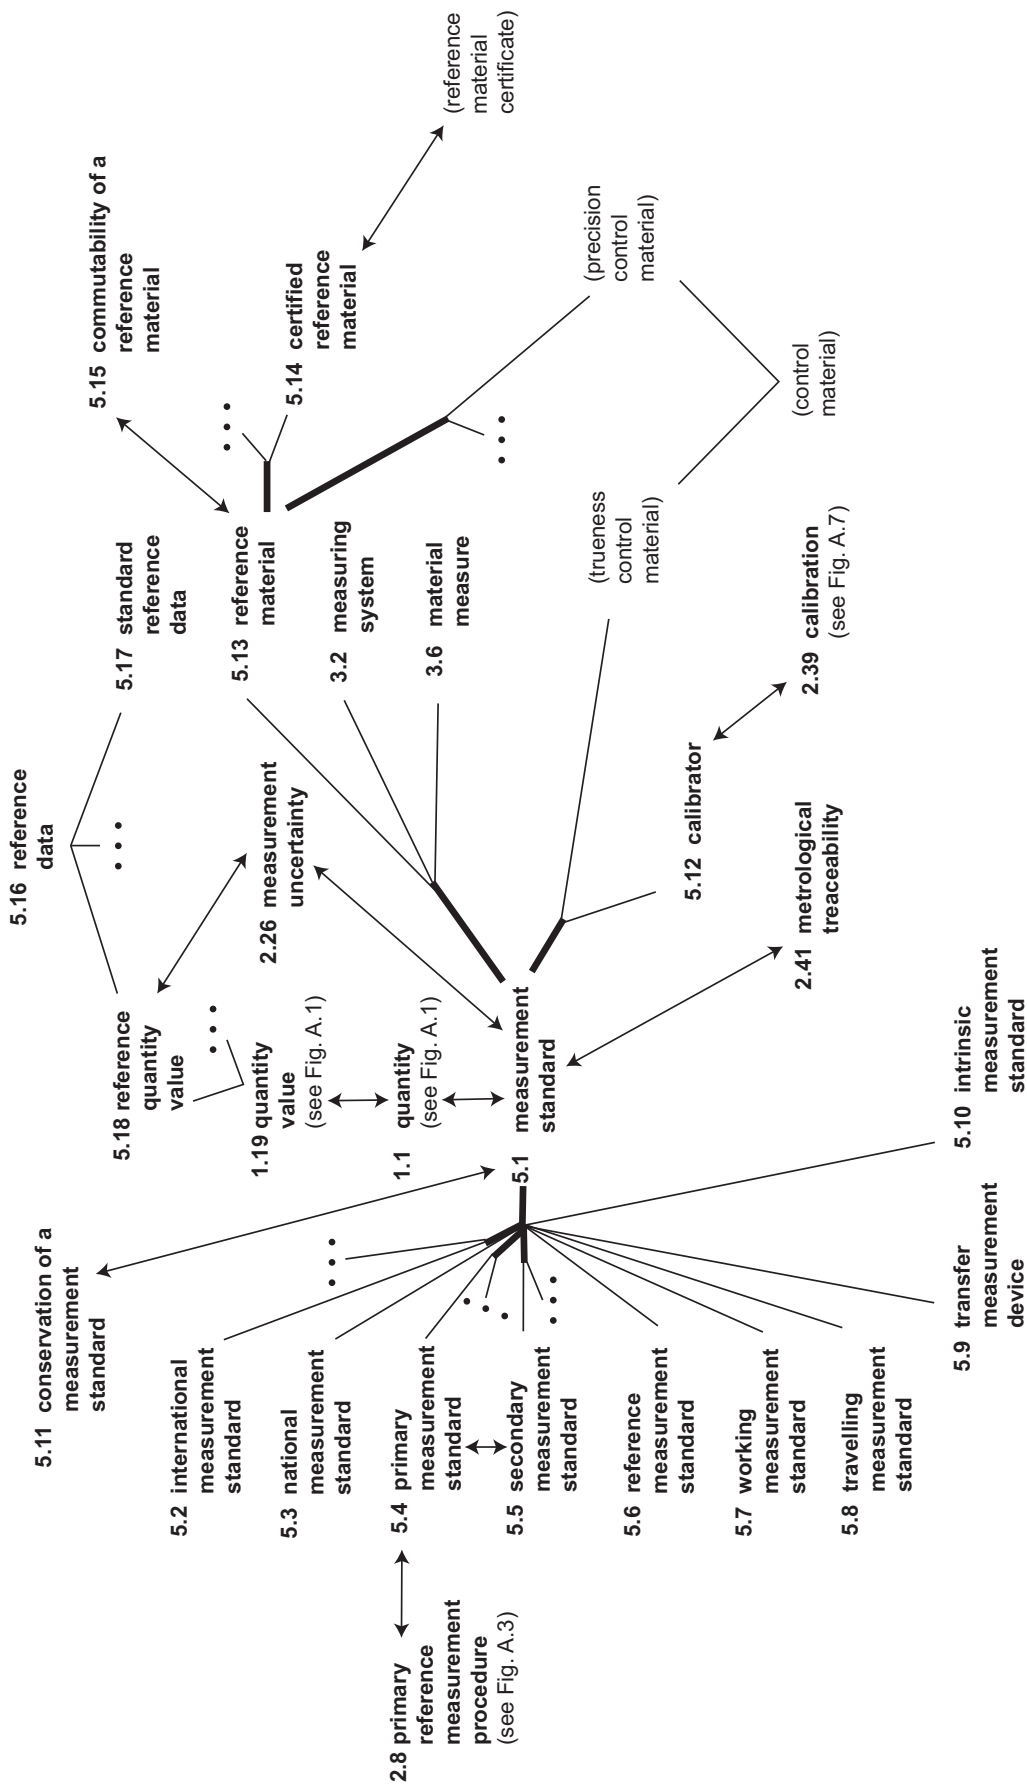 5.16 reference
data
5.17 standard
reference
data
5.15 commutability of a
reference
material
5.18 reference
quantity
value
5.11 conservation of a
measurement
standard
2.26 measurement
uncertainty
5.13 reference
material
5.14 certified
reference
material
(reference
material
certificate)
1.19 quantity
value
(see Fig. A.1)
3.2 measuring
system
1.1 quantity
(see Fig. A.1)
3.6 material
measure
5.2 international
measurement
standard
5.3 national
measurement
standard
2.8 primary
reference
measurement
procedure
(see Fig. A.3)
5.4 primary
measurement
standard
5.5 secondary
measurement
standard
5.1 measurement
standard
(trueness
control
material)
(precision
control
material)
5.6 reference
measurement
standard
5.12 calibrator
5.7 working
measurement
standard
2.41 metrological
treaceability
2.39 calibration
(see Fig. A.7)
(control
material)
5.8 travelling
measurement
standard
5.9 transfer
measurement
device
5.10 intrinsic
measurement
standard